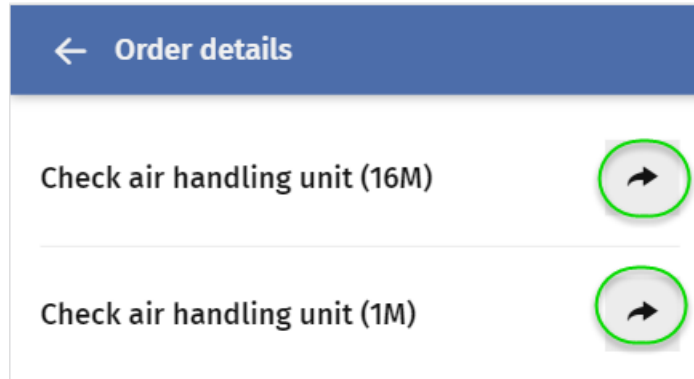 Order details
Check air handling unit (16M)
Check air handling unit (1M)